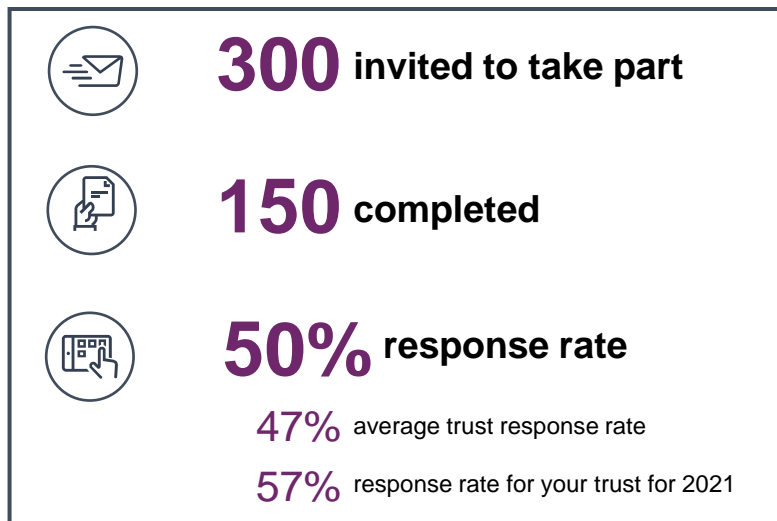 300 invited to take part
150 completed
50% response rate
47% average trust response rate
57% response rate for your trust for 2021